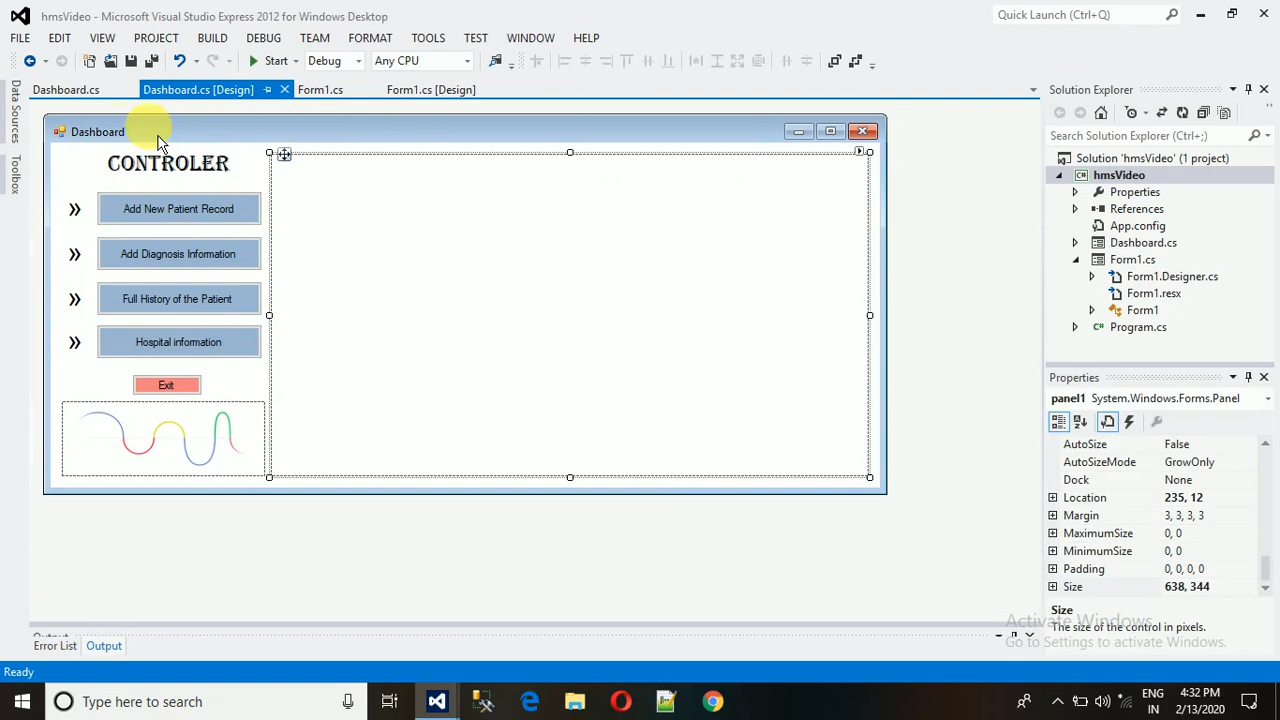 hmsVideo - Microsoft Visual Studio Express 2012 for Windows Desktop
Quick Launch (Ctrl+Q)
FILE EDIT VIEW PROJECT BUILD DEBUG TEAM FORMAT TOOLS TEST WINDOW HELP
Start Debug Any CPU
Dashboard.cs Dashboard.cs [Design] Form1.cs Form1.cs [Design]
Data Sources
Toolbox
Dashboard
CONTROLER
Add New Patient Record
Add Diagnosis Information
Full History of the Patient
Hospital information
Exit
Solution Explorer
Search Solution Explorer (Ctrl+;)
Solution 'hmsVideo' (1 project)
hmsVideo
Properties
References
App.config
Dashboard.cs
Form1.cs
Form1.Designer.cs
Form1.resx
Form1
Program.cs
Properties
panel1 System.Windows.Forms.Panel
AutoSize False
AutoSizeMode GrowOnly
Dock None
Location 235, 12
Margin 3, 3, 3, 3
MaximumSize 0, 0
MinimumSize 0, 0
Padding 0, 0, 0, 0
Size 638, 344
Size
The size of the control in pixels.
Activate Windows
Go to Settings to activate Windows.
Output
Error List Output
Ready
Type here to search
ENG
IN
4:32 PM
2/13/2020